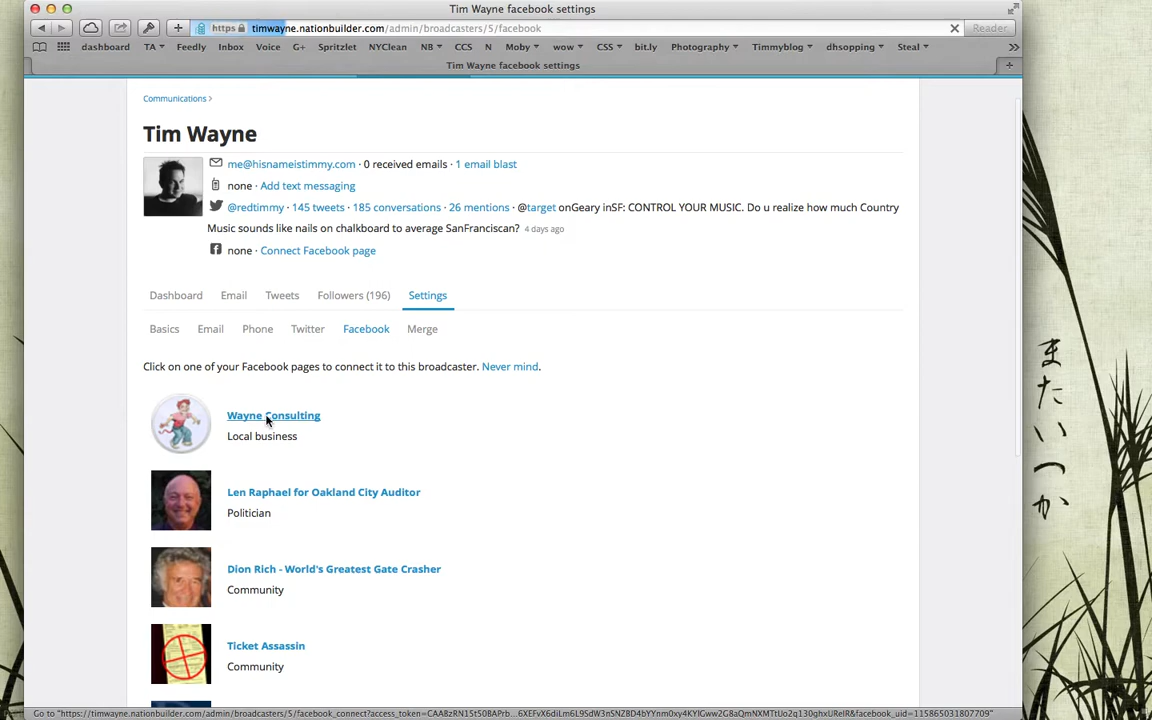 Tim Wayne facebook settings
https timwayne.nationbuilder.com/admin/broadcasters/5/facebook Reader
dashboard TA Feedly Inbox Voice G+ Spritzlet NYClean NB CCS N Moby wow CSS bit.ly Photography Timmyblog dhsopping Steal
Tim Wayne facebook settings
Communications >
Tim Wayne
me@hisnameistimmy.com · 0 received emails · 1 email blast
none · Add text messaging
@redtimmy · 145 tweets · 185 conversations · 26 mentions · @target onGeary inSF: CONTROL YOUR MUSIC. Do u realize how much Country
Music sounds like nails on chalkboard to average SanFranciscan? 4 days ago
none · Connect Facebook page
Dashboard Email Tweets Followers (196) Settings
Basics Email Phone Twitter Facebook Merge
Click on one of your Facebook pages to connect it to this broadcaster. Never mind.
Wayne Consulting
Local business
Len Raphael for Oakland City Auditor
Politician
Dion Rich - World's Greatest Gate Crasher
Community
Ticket Assassin
Community
またいつか